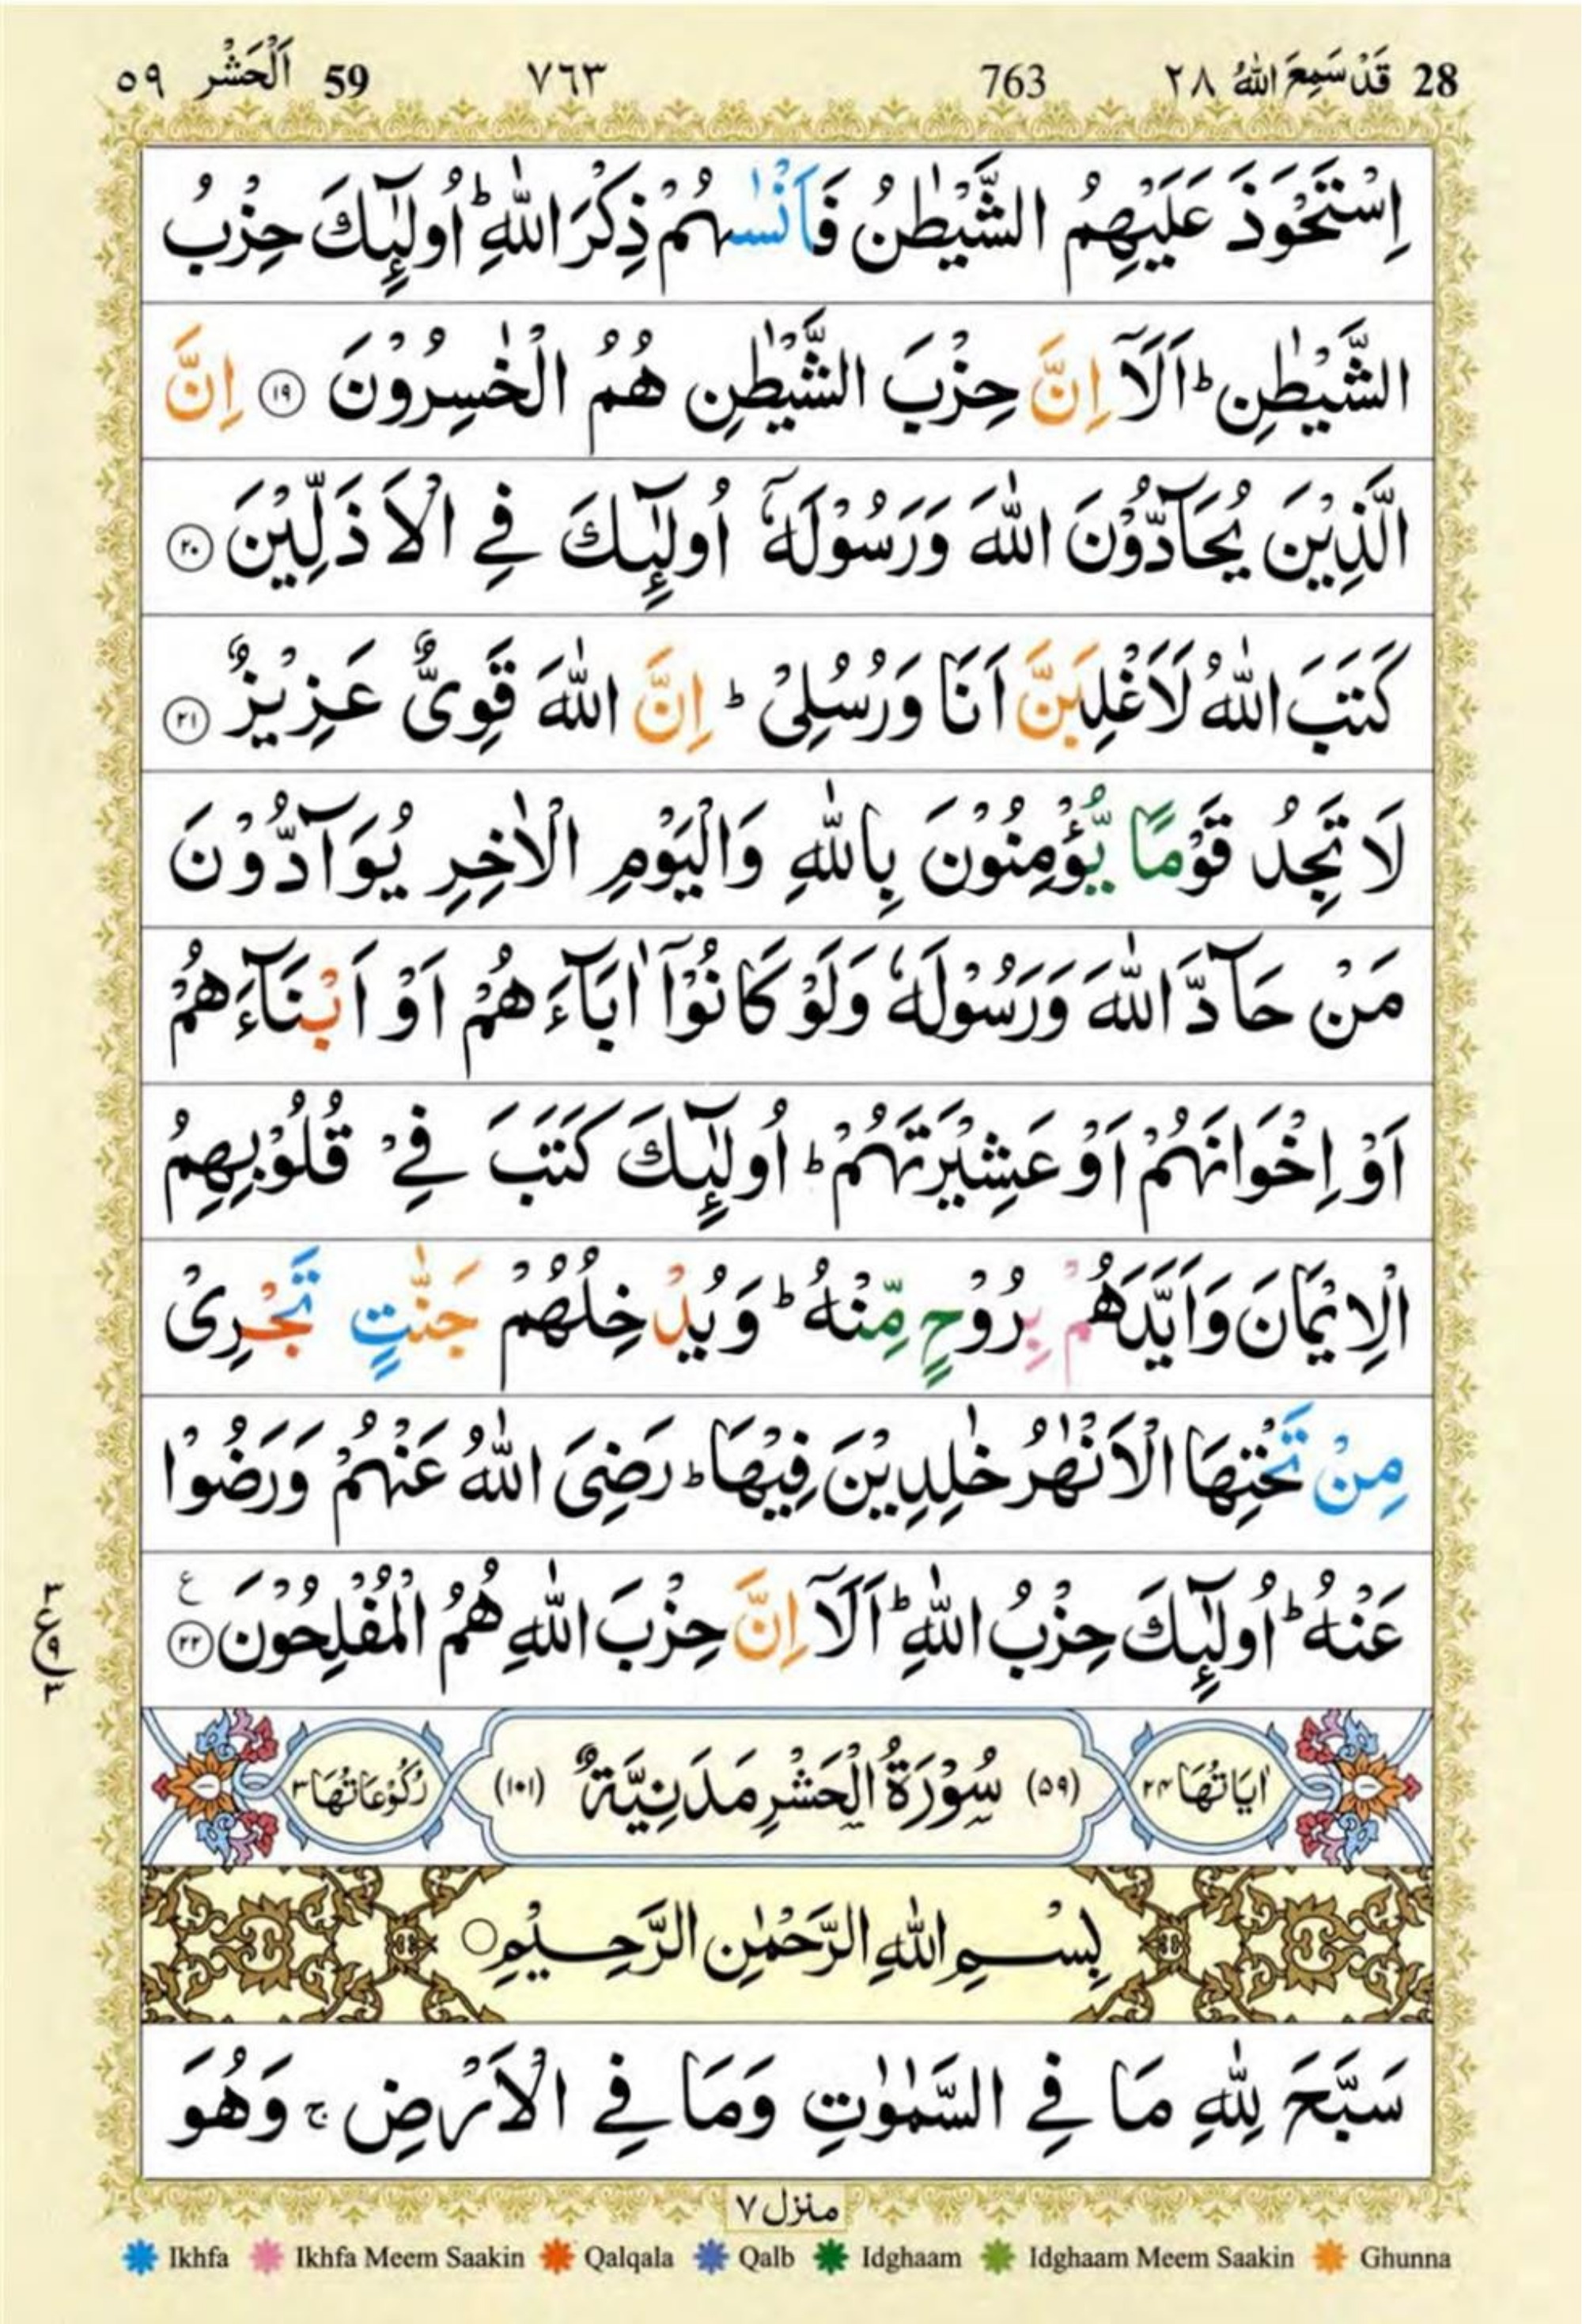 28 قَدْ سَمِعَ اللهُ ٢٨ 763 ٧٦٣ 59 اَلْحَشْر ٥٩
اِسْتَحْوَذَ عَلَيْهِمُ الشَّيْطٰنُ فَاَنْسٰىهُمْ ذِكْرَ اللّٰهِ ؕ اُولٰٓئِكَ حِزْبُ
الشَّيْطٰنِ ؕ اَلَاۤ اِنَّ حِزْبَ الشَّيْطٰنِ هُمُ الْخٰسِرُوْنَ ١٩ اِنَّ
الَّذِيْنَ يُحَآدُّوْنَ اللّٰهَ وَرَسُوْلَهٗۤ اُولٰٓئِكَ فِي الْاَذَلِّيْنَ ٢٠
كَتَبَ اللّٰهُ لَاَغْلِبَنَّ اَنَا وَرُسُلِيْ ؕ اِنَّ اللّٰهَ قَوِيٌّ عَزِيْزٌ ٢١
لَا تَجِدُ قَوْمًا يُّؤْمِنُوْنَ بِاللّٰهِ وَالْيَوْمِ الْاٰخِرِ يُوَآدُّوْنَ
مَنْ حَآدَّ اللّٰهَ وَرَسُوْلَهٗ وَلَوْ كَانُوْۤا اٰبَآءَهُمْ اَوْ اَبْنَآءَهُمْ
اَوْ اِخْوَانَهُمْ اَوْ عَشِيْرَتَهُمْ ؕ اُولٰٓئِكَ كَتَبَ فِيْ قُلُوْبِهِمُ
الْاِيْمَانَ وَاَيَّدَهُمْ بِرُوْحٍ مِّنْهُ ؕ وَيُدْخِلُهُمْ جَنّٰتٍ تَجْرِيْ
مِنْ تَحْتِهَا الْاَنْهٰرُ خٰلِدِيْنَ فِيْهَا ؕ رَضِيَ اللّٰهُ عَنْهُمْ وَرَضُوْا
عَنْهُ ؕ اُولٰٓئِكَ حِزْبُ اللّٰهِ ؕ اَلَاۤ اِنَّ حِزْبَ اللّٰهِ هُمُ الْمُفْلِحُوْنَ ٢٢ ع
اٰيَاتُهَا ٢٤ (٥٩) سُوْرَةُ الْحَشْرِ مَدَنِيَّةٌ (١٠١) رُكُوْعَاتُهَا ٣
بِسْمِ اللّٰهِ الرَّحْمٰنِ الرَّحِيْمِ
سَبَّحَ لِلّٰهِ مَا فِي السَّمٰوٰتِ وَمَا فِي الْاَرْضِ ۚ وَهُوَ
منزل ٧
Ikhfa Ikhfa Meem Saakin Qalqala Qalb Idghaam Idghaam Meem Saakin Ghunna